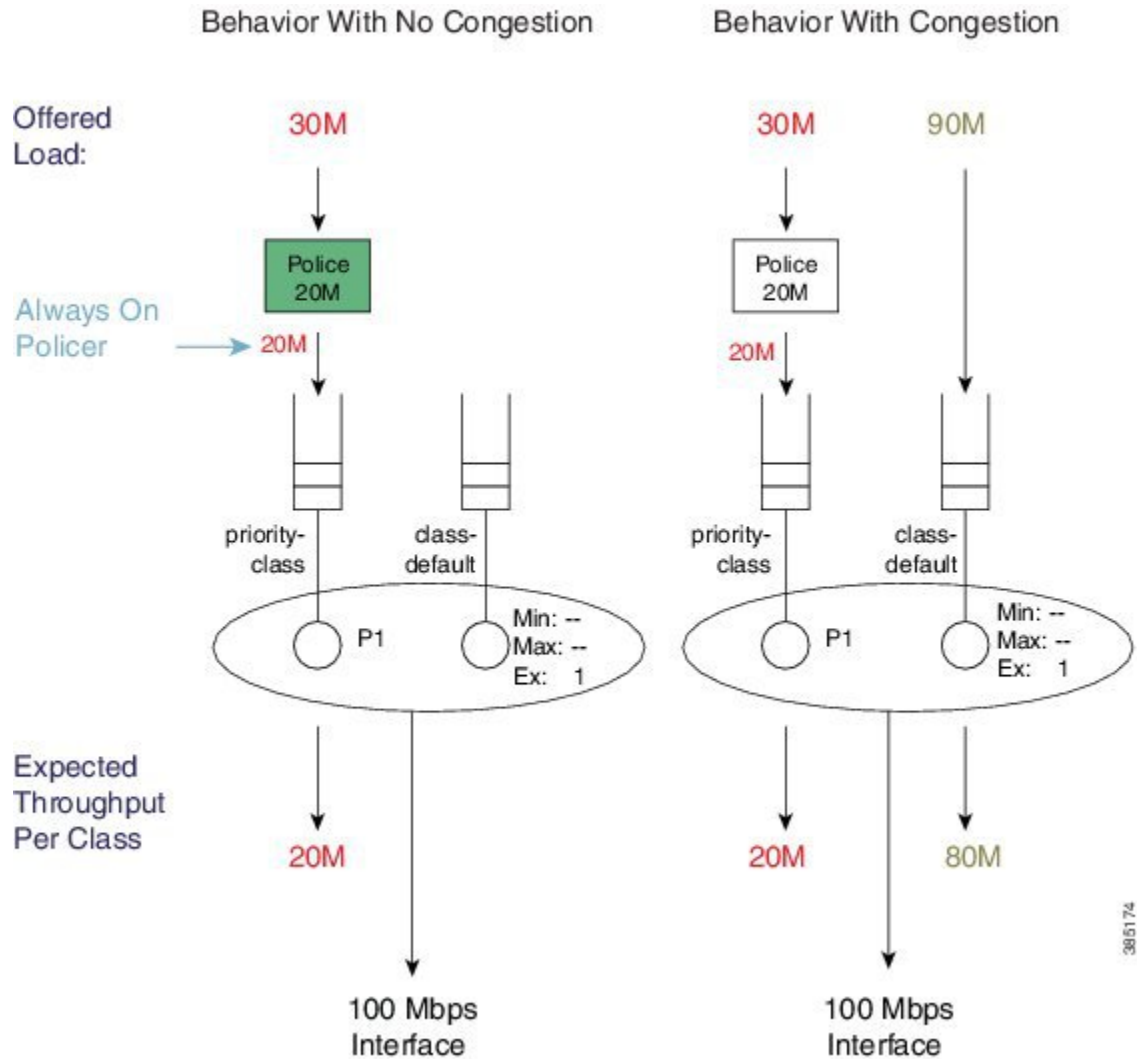 Behavior With No Congestion
Behavior With Congestion
Offered
Load:
30M
30M
90M
Police
20M
Police
20M
Always On
Policer
20M
20M
priority-
class
class-
default
priority-
class
class-
default
P1
Min: --
Max: --
Ex: 1
P1
Min: --
Max: --
Ex: 1
Expected
Throughput
Per Class
20M
20M
80M
385174
100 Mbps
Interface
100 Mbps
Interface